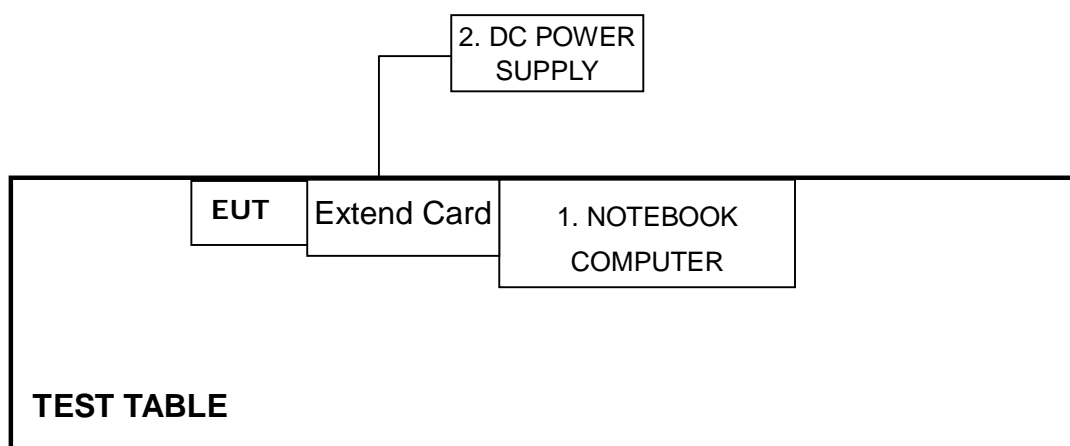 2. DC POWER
SUPPLY
EUT
Extend Card
1. NOTEBOOK
COMPUTER
TEST TABLE